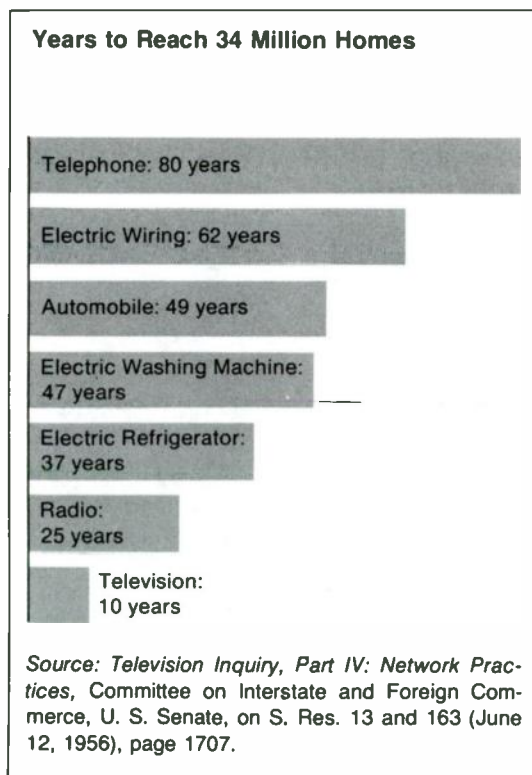 Years to Reach 34 Million Homes
Telephone: 80 years
Electric Wiring: 62 years
Automobile: 49 years
Electric Washing Machine:
47 years
Electric Refrigerator:
37 years
Radio:
25 years
Television:
10 years
Source: Television Inquiry, Part IV: Network Prac-
tices, Committee on Interstate and Foreign Com-
merce, U. S. Senate, on S. Res. 13 and 163 (June
12, 1956), page 1707.